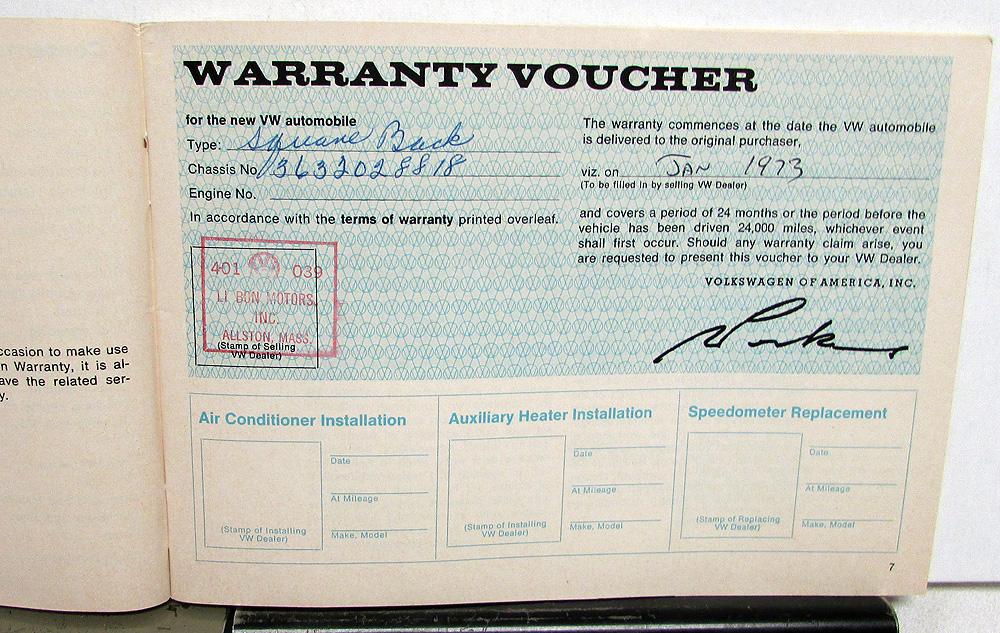 ccasion to make use
n Warranty, it is al-
ave the related ser-
y.
WARRANTY VOUCHER
for the new VW automobile
Type: Square Back
Chassis No. 3632028818
Engine No.
In accordance with the terms of warranty printed overleaf.
401 039
LI BON MOTORS,
INC.
ALLSTON, MASS.
(Stamp of Selling
VW Dealer)
The warranty commences at the date the VW automobile
is delivered to the original purchaser,
viz. on JAN 1973
(To be filled in by selling VW Dealer)
and covers a period of 24 months or the period before the
vehicle has been driven 24,000 miles, whichever event
shall first occur. Should any warranty claim arise, you
are requested to present this voucher to your VW Dealer.
VOLKSWAGEN OF AMERICA, INC.
Air Conditioner Installation
Date
At Mileage
(Stamp of Installing
VW Dealer)
Make, Model
Auxiliary Heater Installation
Date
At Mileage
(Stamp of Installing
VW Dealer)
Make, Model
Speedometer Replacement
Date
At Mileage
(Stamp of Replacing
VW Dealer)
Make, Model
7